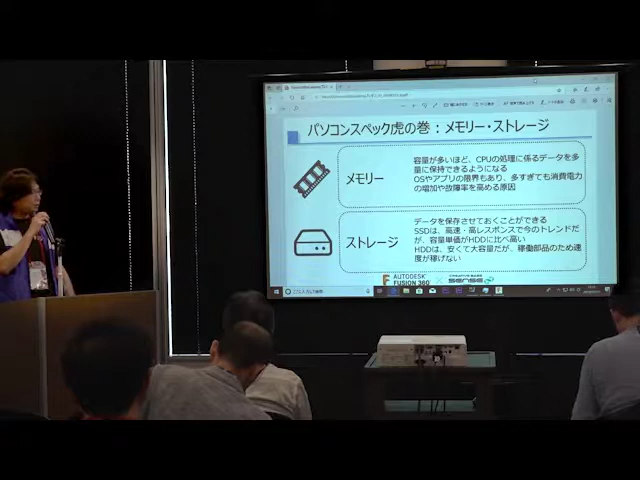 パソコンスペック虎の巻：メモリー・ストレージ
メモリー
容量が多いほど、CPUの処理に係るデータを多
量に保持できるようになる
OSやアプリの限界もあり、多すぎても消費電力
の増加や故障率を高める原因
ストレージ
データを保存させておくことができる
SSDは、高速・高レスポンスで今のトレンドだ
が、容量単価がHDDに比べ高い
HDDは、安くて大容量だが、稼働部品のため速
度が稼げない
AUTODESK
FUSION 360
×
SENSE